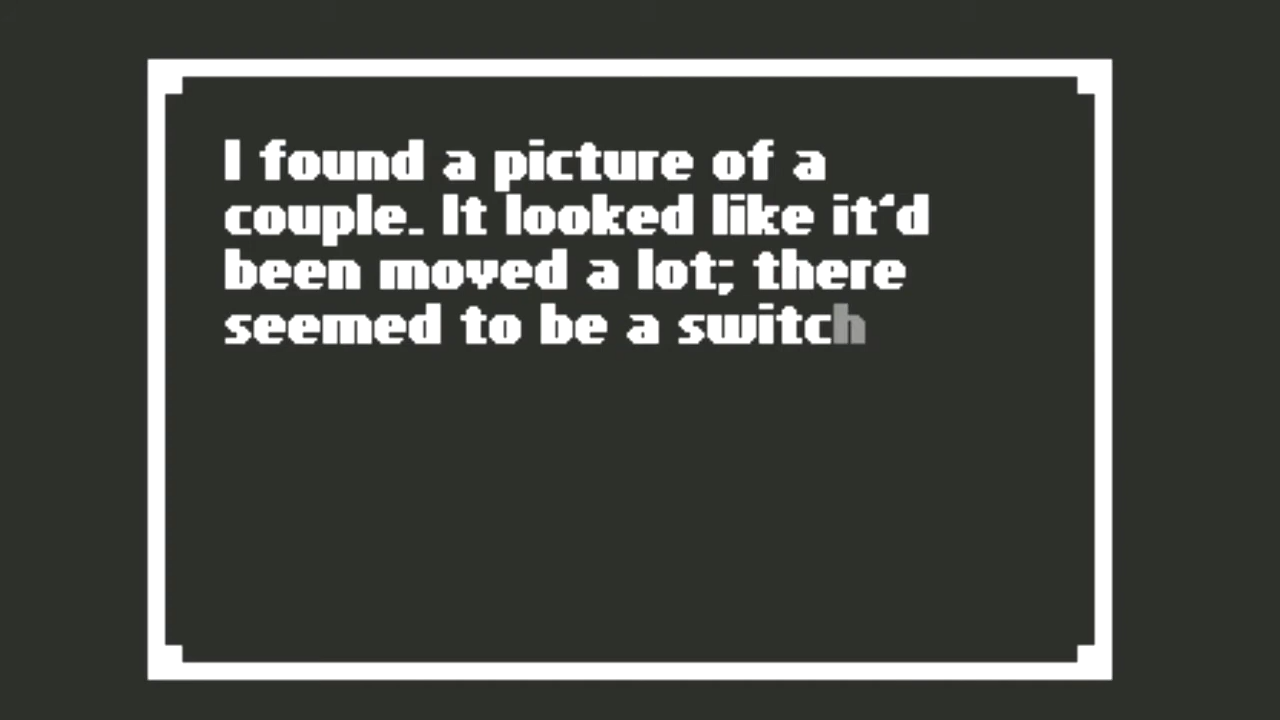 I found a picture of a
couple. It looked like it'd
been moved a lot; there
seemed to be a switch